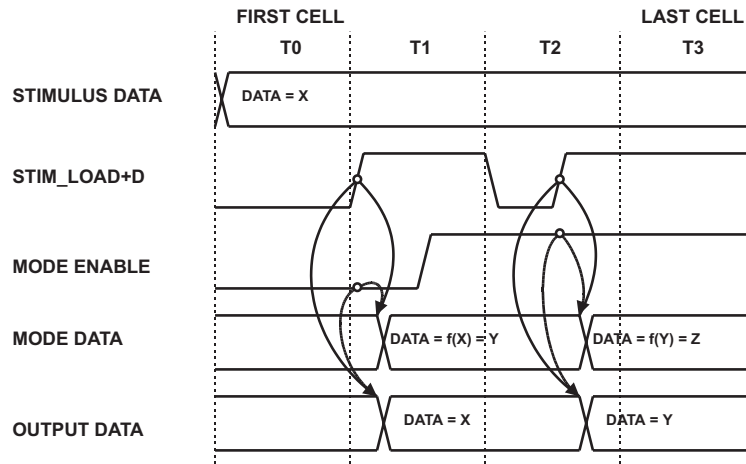 FIRST CELL LAST CELL
T0 T1 T2 T3
STIMULUS DATA DATA = X
STIM_LOAD+D
MODE ENABLE
MODE DATA DATA = f(X) = Y DATA = f(Y) = Z
OUTPUT DATA DATA = X DATA = Y